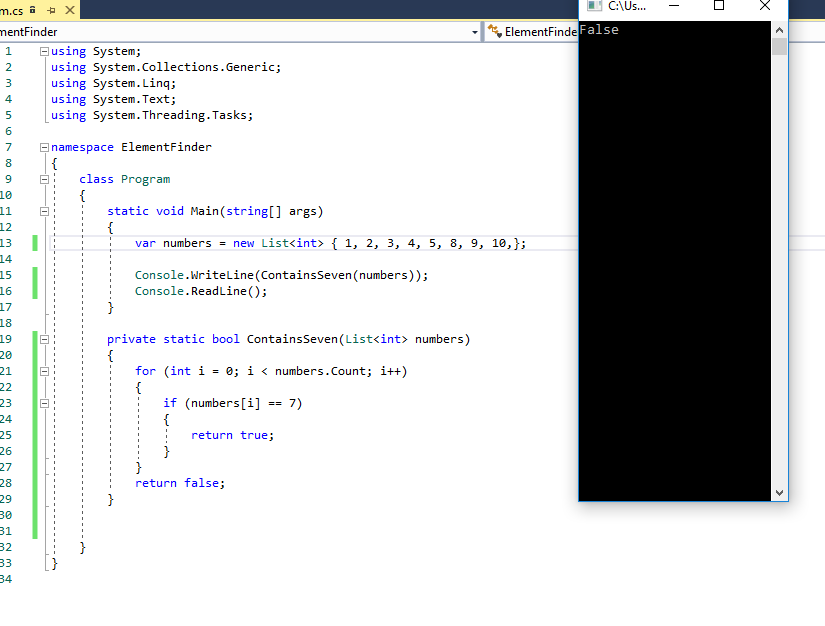 m.cs
C:\Us...
mentFinder
ElementFinde
False
1 using System;
2 using System.Collections.Generic;
3 using System.Linq;
4 using System.Text;
5 using System.Threading.Tasks;
6
7 namespace ElementFinder
8 {
9 class Program
10 {
11 static void Main(string[] args)
12 {
13 var numbers = new List<int> { 1, 2, 3, 4, 5, 8, 9, 10,};
14
15 Console.WriteLine(ContainsSeven(numbers));
16 Console.ReadLine();
17 }
18
19 private static bool ContainsSeven(List<int> numbers)
20 {
21 for (int i = 0; i < numbers.Count; i++)
22 {
23 if (numbers[i] == 7)
24 {
25 return true;
26 }
27 }
28 return false;
29 }
30
31
32 }
33 }
34